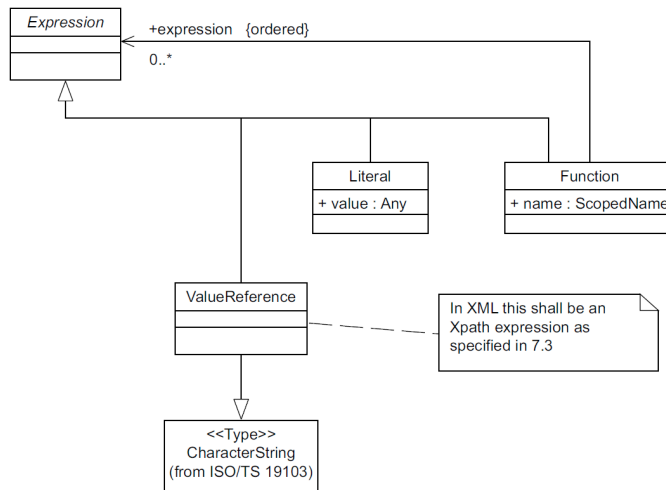 Expression
+expression {ordered}
0..*
Literal
+ value : Any
Function
+ name : ScopedName
ValueReference
In XML this shall be an
Xpath expression as
specified in 7.3
<<Type>>
CharacterString
(from ISO/TS 19103)